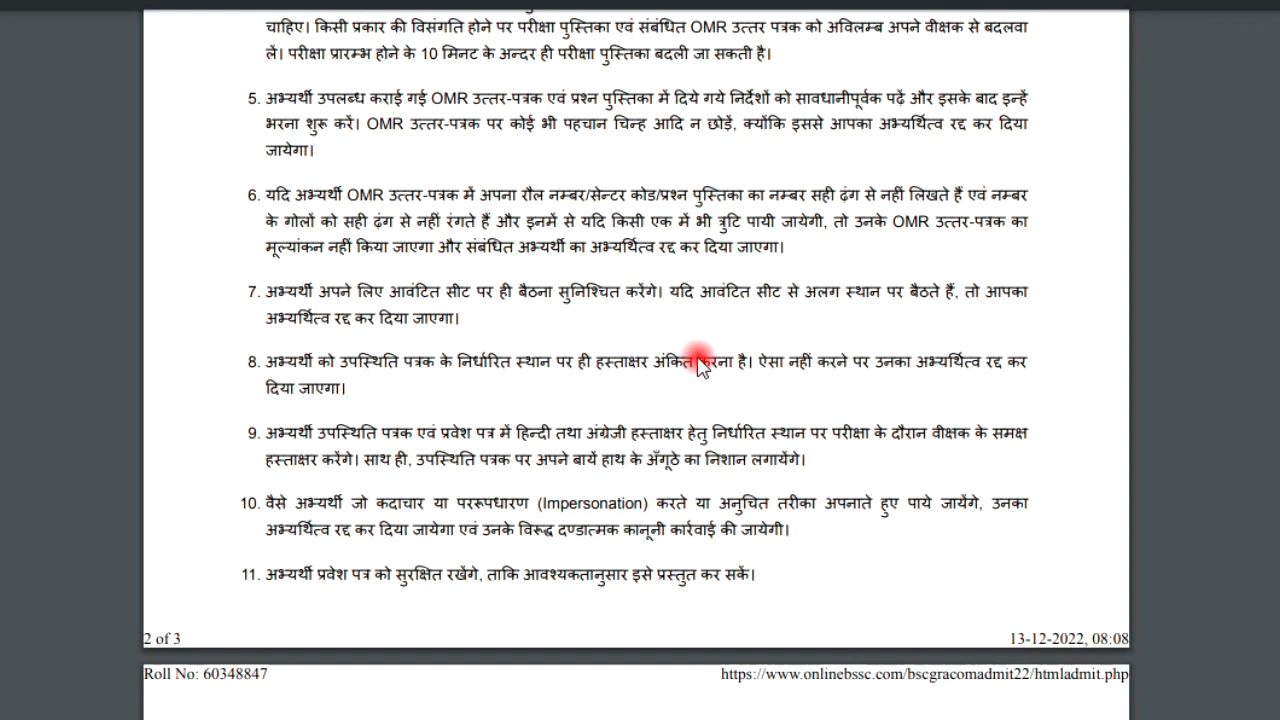 चाहिए। किसी प्रकार की विसंगति होने पर परीक्षा पुस्तिका एवं संबंधित OMR उत्तर पत्रक को अविलम्ब अपने वीक्षक से बदलवा
लें। परीक्षा प्रारम्भ होने के 10 मिनट के अन्दर ही परीक्षा पुस्तिका बदली जा सकती है।
5. अभ्यर्थी उपलब्ध कराई गई OMR उत्तर-पत्रक एवं प्रश्न पुस्तिका में दिये गये निर्देशों को सावधानीपूर्वक पढ़ें और इसके बाद इन्हें
भरना शुरू करें। OMR उत्तर-पत्रक पर कोई भी पहचान चिन्ह आदि न छोड़ें, क्योंकि इससे आपका अभ्यर्थित्व रद्द कर दिया
जायेगा।
6. यदि अभ्यर्थी OMR उत्तर-पत्रक में अपना रौल नम्बर/सेन्टर कोड/प्रश्न पुस्तिका का नम्बर सही ढ़ंग से नहीं लिखते हैं एवं नम्बर
के गोलों को सही ढ़ंग से नहीं रंगते हैं और इनमें से यदि किसी एक में भी त्रुटि पायी जायेगी, तो उनके OMR उत्तर-पत्रक का
मूल्यांकन नहीं किया जाएगा और संबंधित अभ्यर्थी का अभ्यर्थित्व रद्द कर दिया जाएगा।
7. अभ्यर्थी अपने लिए आवंटित सीट पर ही बैठना सुनिश्चित करेंगे। यदि आवंटित सीट से अलग स्थान पर बैठते हैं, तो आपका
अभ्यर्थित्व रद्द कर दिया जाएगा।
8. अभ्यर्थी को उपस्थिति पत्रक के निर्धारित स्थान पर ही हस्ताक्षर अंकित करना है। ऐसा नहीं करने पर उनका अभ्यर्थित्व रद्द कर
दिया जाएगा।
9. अभ्यर्थी उपस्थिति पत्रक एवं प्रवेश पत्र में हिन्दी तथा अंग्रेजी हस्ताक्षर हेतु निर्धारित स्थान पर परीक्षा के दौरान वीक्षक के समक्ष
हस्ताक्षर करेंगे। साथ ही, उपस्थिति पत्रक पर अपने बायें हाथ के अँगूठे का निशान लगायेंगे।
10. वैसे अभ्यर्थी जो कदाचार या पररूपधारण (Impersonation) करते या अनुचित तरीका अपनाते हुए पाये जायेंगे, उनका
अभ्यर्थित्व रद्द कर दिया जायेगा एवं उनके विरूद्ध दण्डात्मक कानूनी कार्रवाई की जायेगी।
11. अभ्यर्थी प्रवेश पत्र को सुरक्षित रखेंगे, ताकि आवश्यकतानुसार इसे प्रस्तुत कर सकें।
2 of 3 13-12-2022, 08:08
Roll No: 60348847 https://www.onlinebssc.com/bscgracomadmit22/htmladmit.php